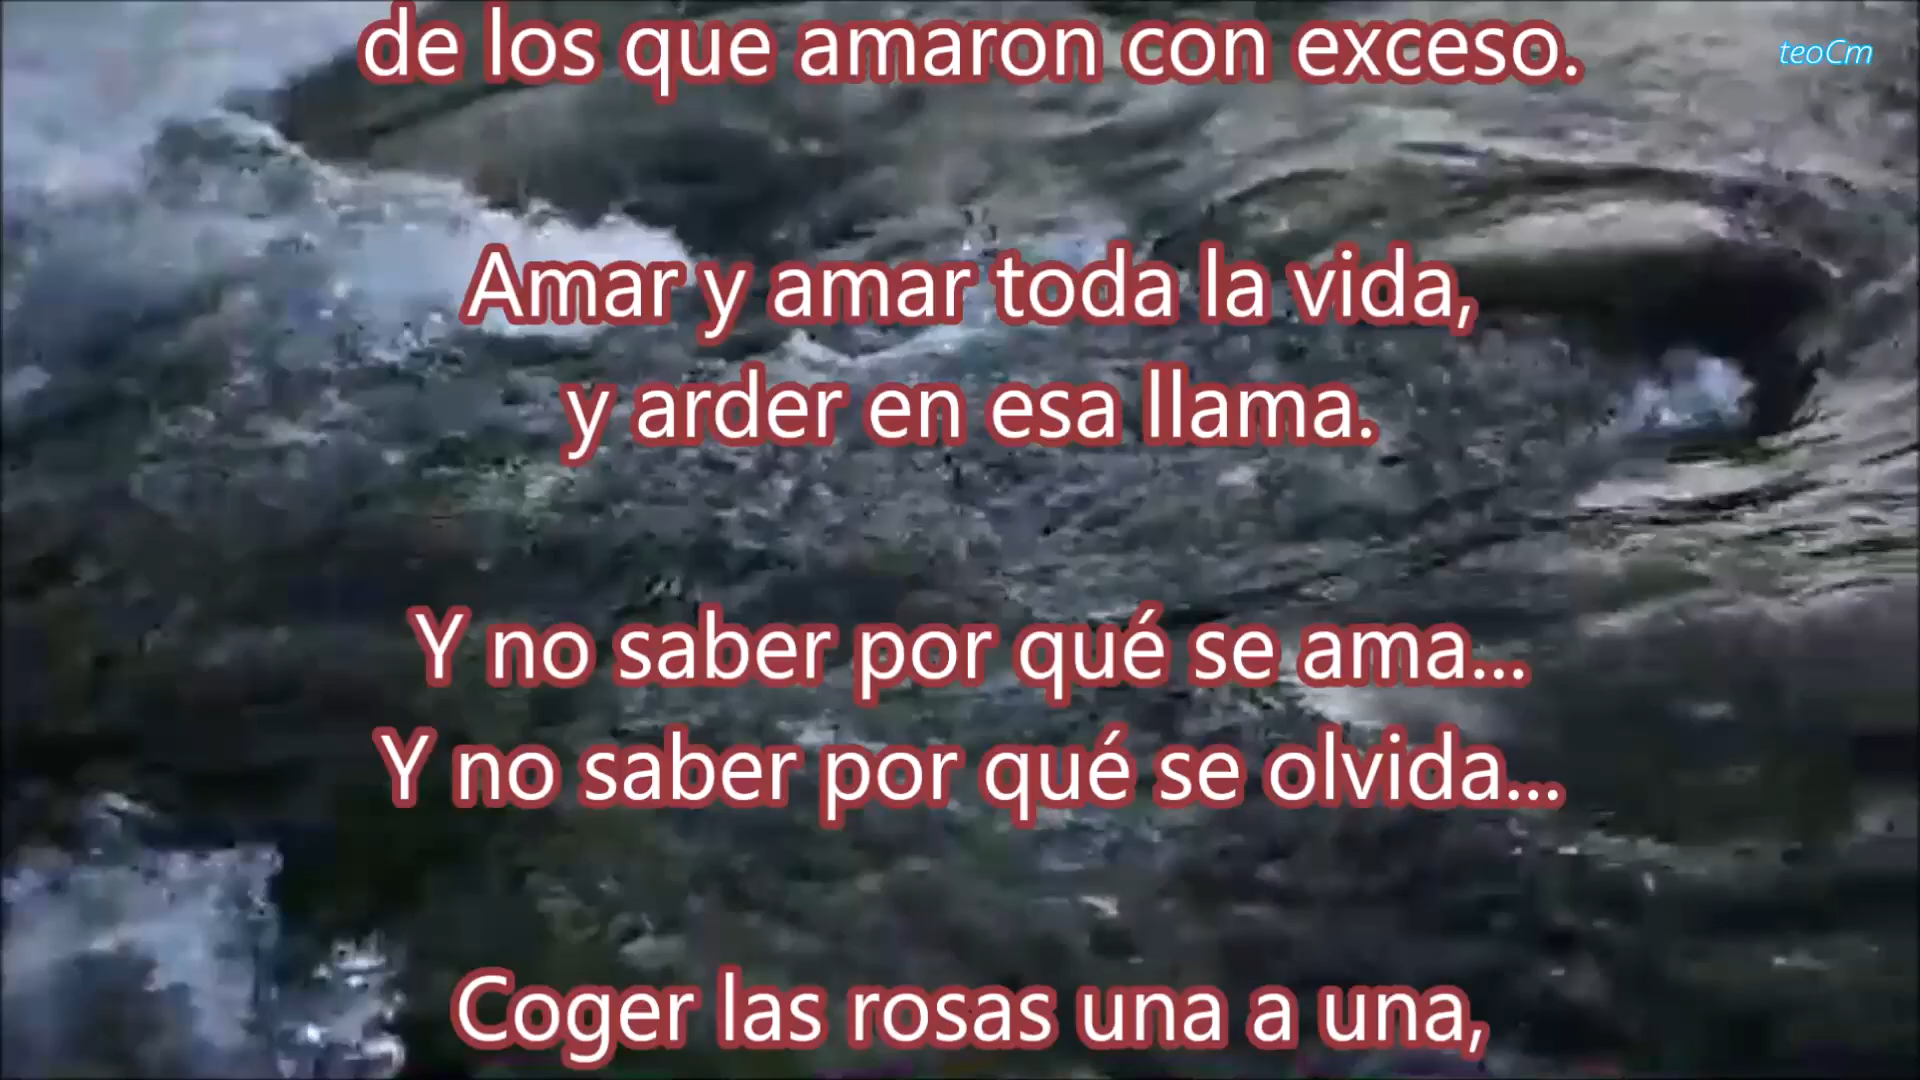 de los que amaron con exceso.
teoCm
Amar y amar toda la vida,
y arder en esa llama.
Y no saber por qué se ama...
Y no saber por qué se olvida...
Coger las rosas una a una,